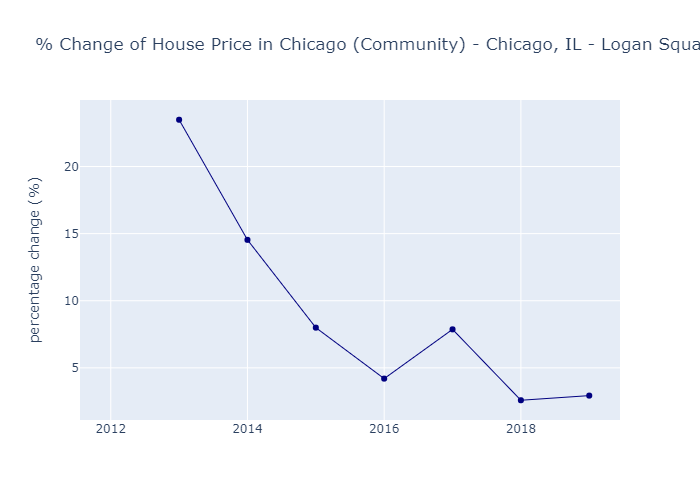 % Change of House Price in Chicago (Community) - Chicago, IL - Logan Squa
percentage change (%)
20
15
10
5
2012 2014 2016 2018